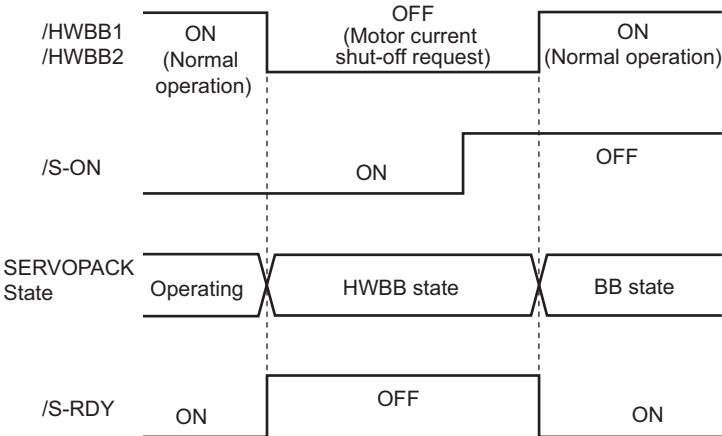 /HWBB1
/HWBB2
ON
(Normal
operation)
OFF
(Motor current
shut-off request)
ON
(Normal operation)
/S-ON
ON
OFF
SERVOPACK
State
Operating
HWBB state
BB state
/S-RDY
ON
OFF
ON